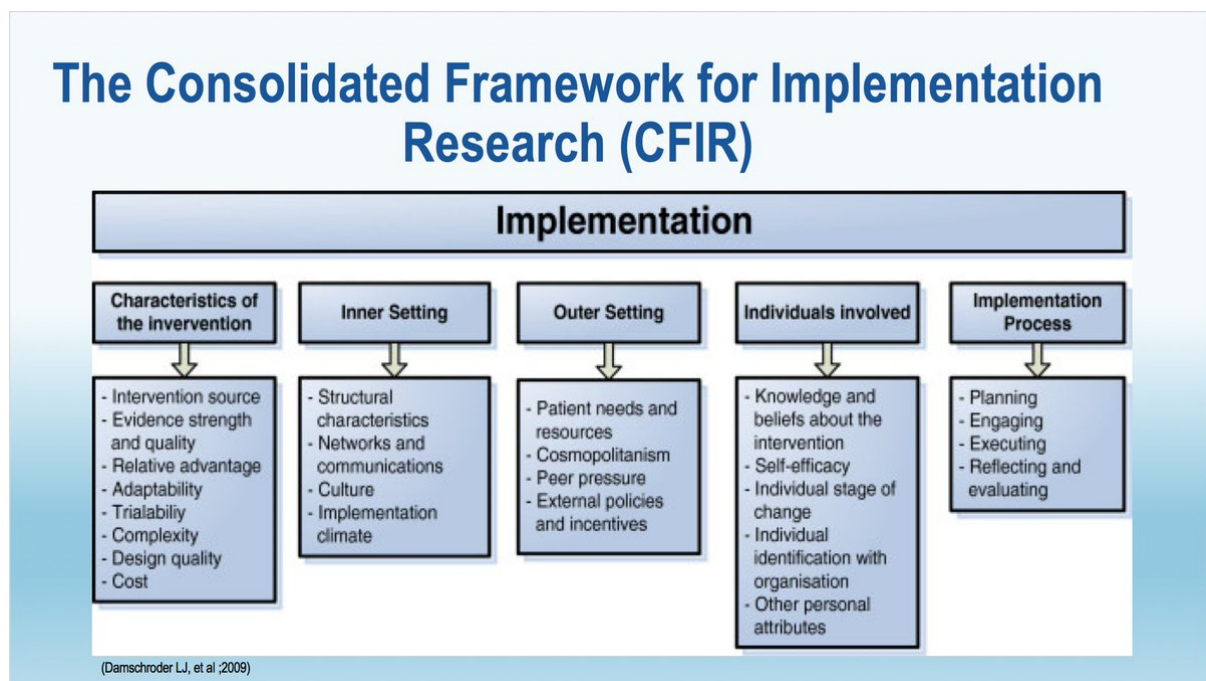 The Consolidated Framework for Implementation
Research (CFIR)
Implementation
Characteristics of
the invervention
- Intervention source
- Evidence strength
and quality
- Relative advantage
- Adaptability
- Trialabiliy
- Complexity
- Design quality
- Cost
Inner Setting
- Structural
characteristics
- Networks and
communications
- Culture
- Implementation
climate
Outer Setting
- Patient needs and
resources
- Cosmopolitanism
- Peer pressure
- External policies
and incentives
Individuals involved
- Knowledge and
beliefs about the
intervention
- Self-efficacy
- Individual stage of
change
- Individual
identification with
organisation
- Other personal
attributes
Implementation
Process
- Planning
- Engaging
- Executing
- Reflecting and
evaluating
(Damschroder LJ, et al ;2009)